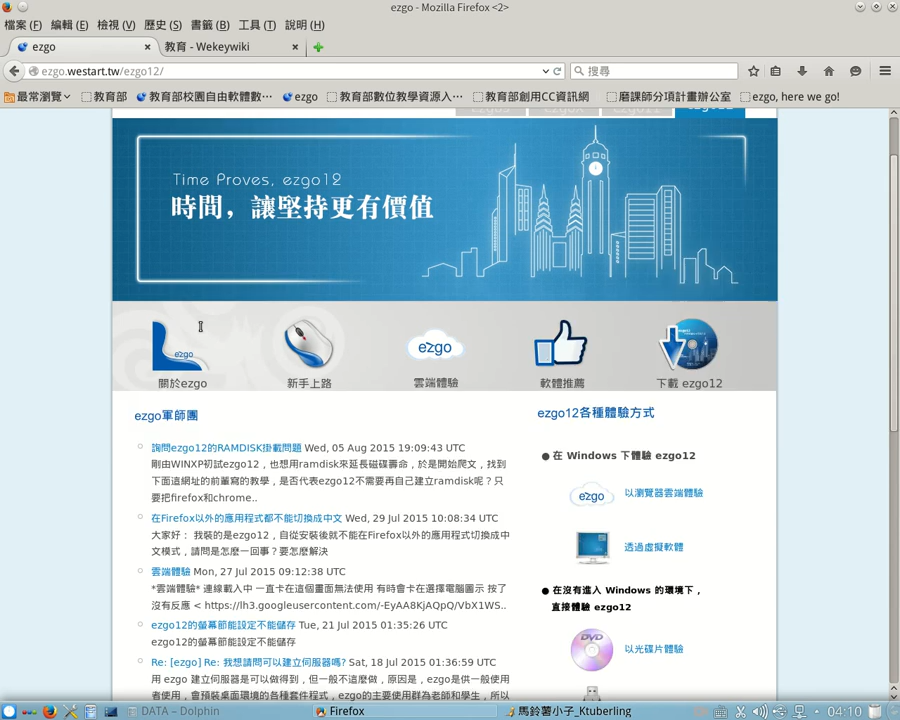 ezgo - Mozilla Firefox <2>
檔案 (F) 編輯 (E) 檢視 (V) 歷史 (S) 書籤 (B) 工具 (T) 說明 (H)
ezgo 教育 - Wekeywiki
ezgo.westart.tw/ezgo12/ 搜尋
最常瀏覽 教育部 教育部校園自由軟體數⋯ ezgo 教育部數位教學資源入⋯ 教育部創用CC資訊網 磨課師分項計畫辦公室 ezgo, here we go!
Time Proves, ezgo12
時間，讓堅持更有價值
ezgo ezgo
關於ezgo 新手上路 雲端體驗 軟體推薦 下載 ezgo12
ezgo軍師團
詢問ezgo12的RAMDISK掛載問題 Wed, 05 Aug 2015 19:09:43 UTC
剛由WINXP初試ezgo12，也想用ramdisk來延長磁碟壽命，於是開始爬文，找到
下面這網址的前輩寫的教學，是否代表ezgo12不需要再自己建立ramdisk呢？只
要把firefox和chrome..
在Firefox以外的應用程式都不能切換成中文 Wed, 29 Jul 2015 10:08:34 UTC
大家好： 我裝的是ezgo12，自從安裝後就不能在Firefox以外的應用程式切換成中
文模式，請問是怎麼一回事？要怎麼解決
雲端體驗 Mon, 27 Jul 2015 09:12:38 UTC
*雲端體驗* 連線載入中 一直卡在這個畫面無法使用 有時會卡在選擇電腦圖示 按了
沒有反應 < https://lh3.googleusercontent.com/-EyAA8KjAQpQ/VbX1WS..
ezgo12的螢幕節能設定不能儲存 Tue, 21 Jul 2015 01:35:26 UTC
ezgo12的螢幕節能設定不能儲存
Re: [ezgo] Re: 我想請問可以建立伺服器嗎? Sat, 18 Jul 2015 01:36:59 UTC
用 ezgo 建立伺服器是可以做得到，但一般不這麼做，原因是，ezgo是供一般使用
者使用，會預裝桌面環境的各種套件程式，ezgo的主要使用群為老師和學生，所以
ezgo12各種體驗方式
在 Windows 下體驗 ezgo12
ezgo 以瀏覽器雲端體驗
透過虛擬軟體
在沒有進入 Windows 的環境下，
直接體驗 ezgo12
DVD 以光碟片體驗
DATA – Dolphin Firefox 馬鈴薯小子_Ktuberling 04:10